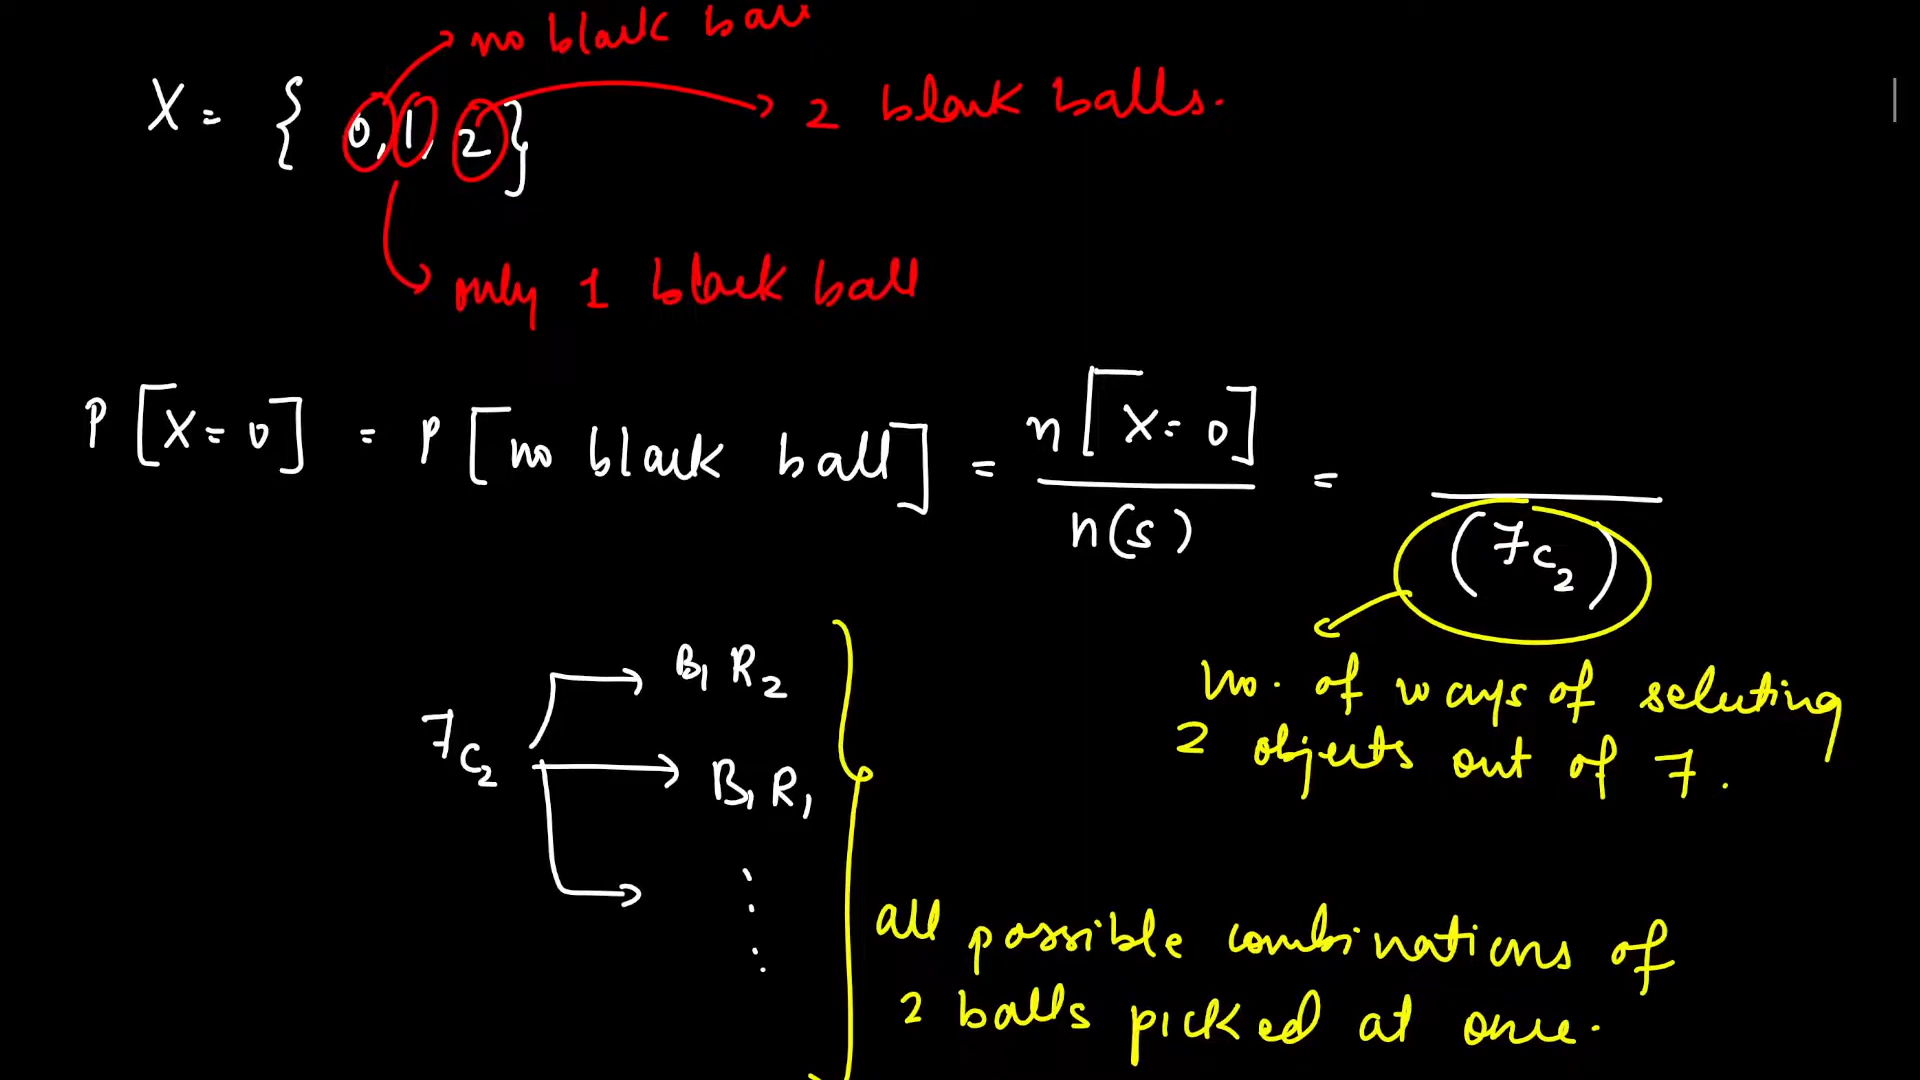 no black ball
X = { 0, 1, 2 }
2 black balls.
only 1 black ball
P [X = 0] = P [no black ball] = n[X = 0] / n(s) = / (7c₂)
no. of ways of selecting
2 objects out of 7.
7c₂
B₁ R₂
B₁ R₁
all possible combinations of
2 balls picked at once.